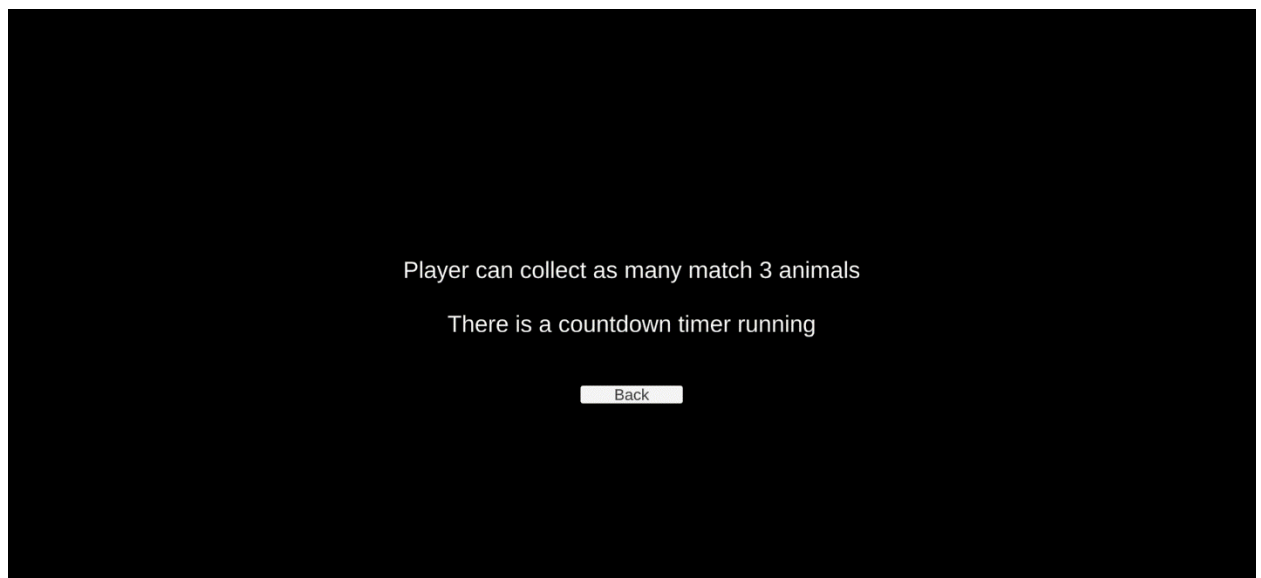 Player can collect as many match 3 animals
There is a countdown timer running
Back